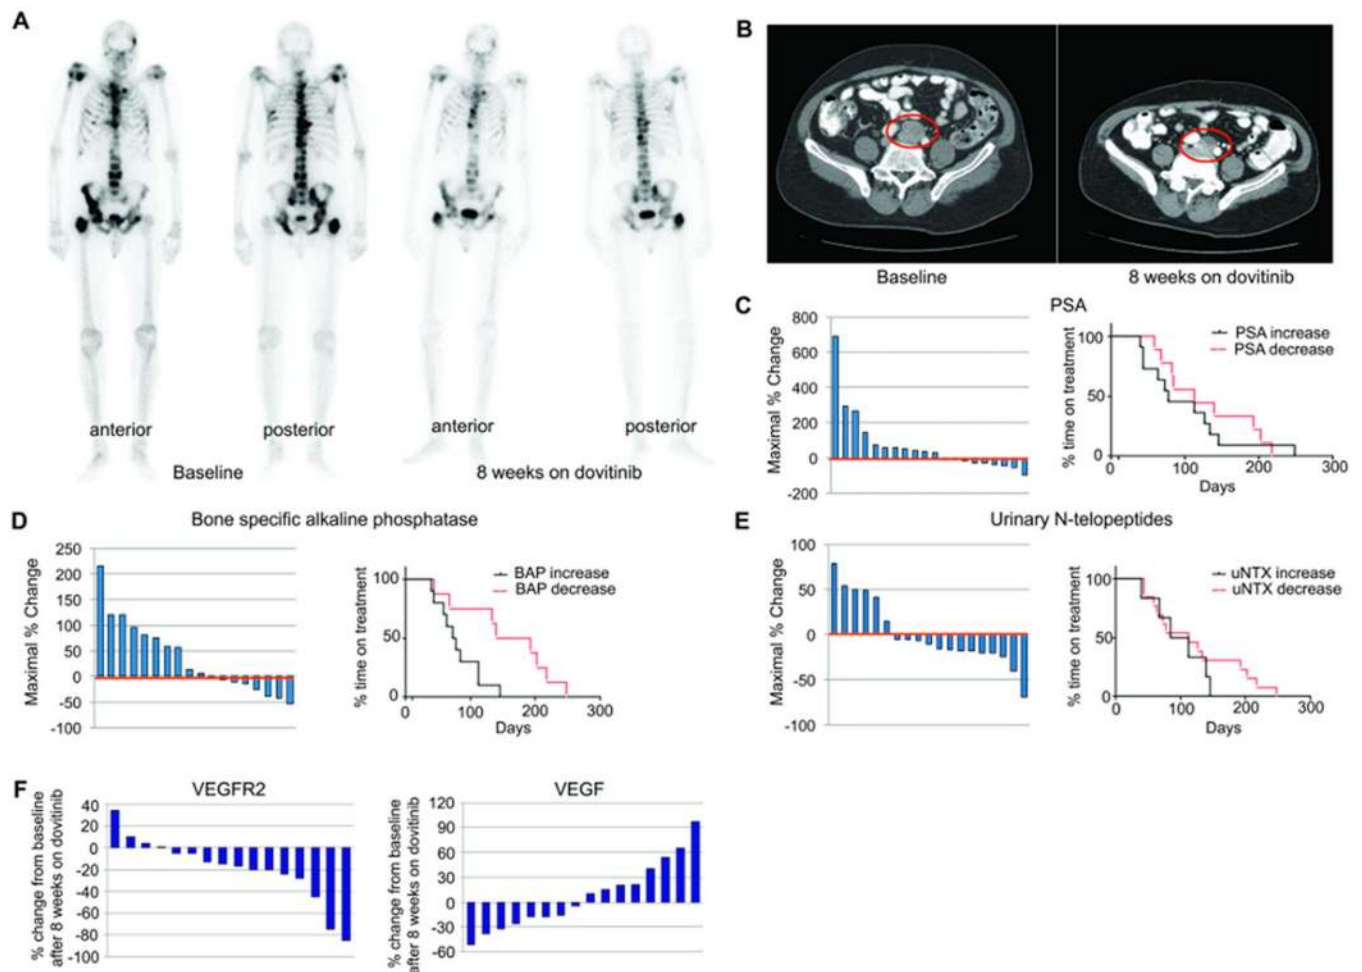 A
anterior
posterior
anterior
posterior
Baseline
8 weeks on dovitinib
B
Baseline
8 weeks on dovitinib
C
PSA
Maximal % Change
800
600
400
200
0
-200
% time on treatment
100
50
0
PSA increase
PSA decrease
0
100
200
300
Days
D
Bone specific alkaline phosphatase
Maximal % Change
250
200
150
100
50
0
-50
-100
% time on treatment
100
50
0
BAP increase
BAP decrease
0
100
200
300
Days
E
Urinary N-telopeptides
Maximal % Change
100
50
0
-50
-100
% time on treatment
100
50
0
uNTX increase
uNTX decrease
0
100
200
300
Days
F
VEGFR2
% change from baseline
after 8 weeks on dovitinib
40
20
0
-20
-40
-60
-80
-100
VEGF
% change from baseline
after 8 weeks on dovitinib
120
90
60
30
0
-30
-60